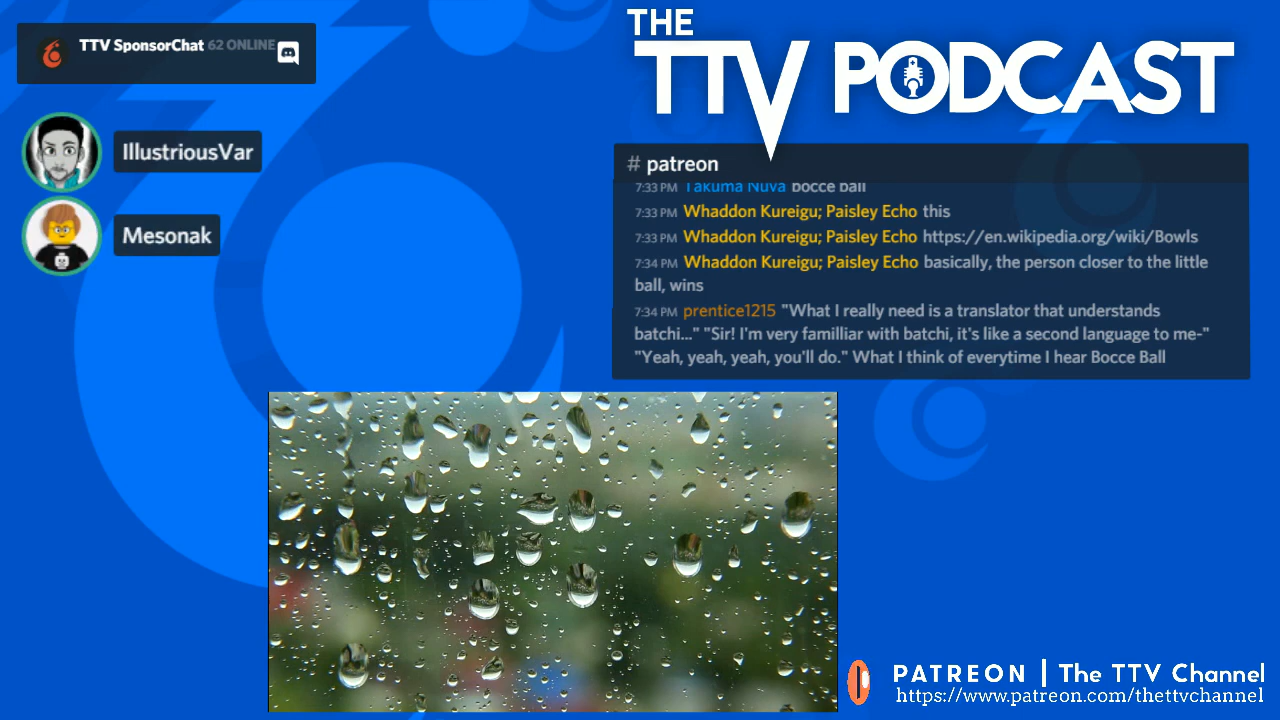 TTV SponsorChat 62 ONLINE
IllustriousVar
Mesonak
THE
TTV PODCAST
# patreon
7:33 PM Takuma Nuva bocce ball
7:33 PM Whaddon Kureigu; Paisley Echo this
7:33 PM Whaddon Kureigu; Paisley Echo https://en.wikipedia.org/wiki/Bowls
7:34 PM Whaddon Kureigu; Paisley Echo basically, the person closer to the little
ball, wins
7:34 PM prentice1215 "What I really need is a translator that understands
batchi..." "Sir! I'm very familliar with batchi, it's like a second language to me-"
"Yeah, yeah, yeah, you'll do." What I think of everytime I hear Bocce Ball
PATREON | The TTV Channel
https://www.patreon.com/thettvchannel